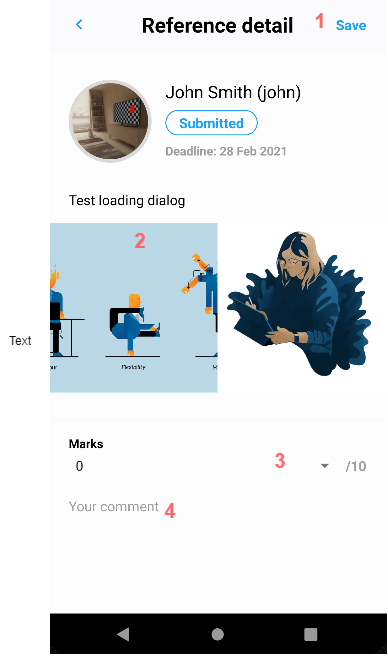 Reference detail 1 Save
John Smith (john)
Submitted
Deadline: 28 Feb 2021
Test loading dialog
2
Flexibility
Text
Marks
0 3 /10
Your comment 4